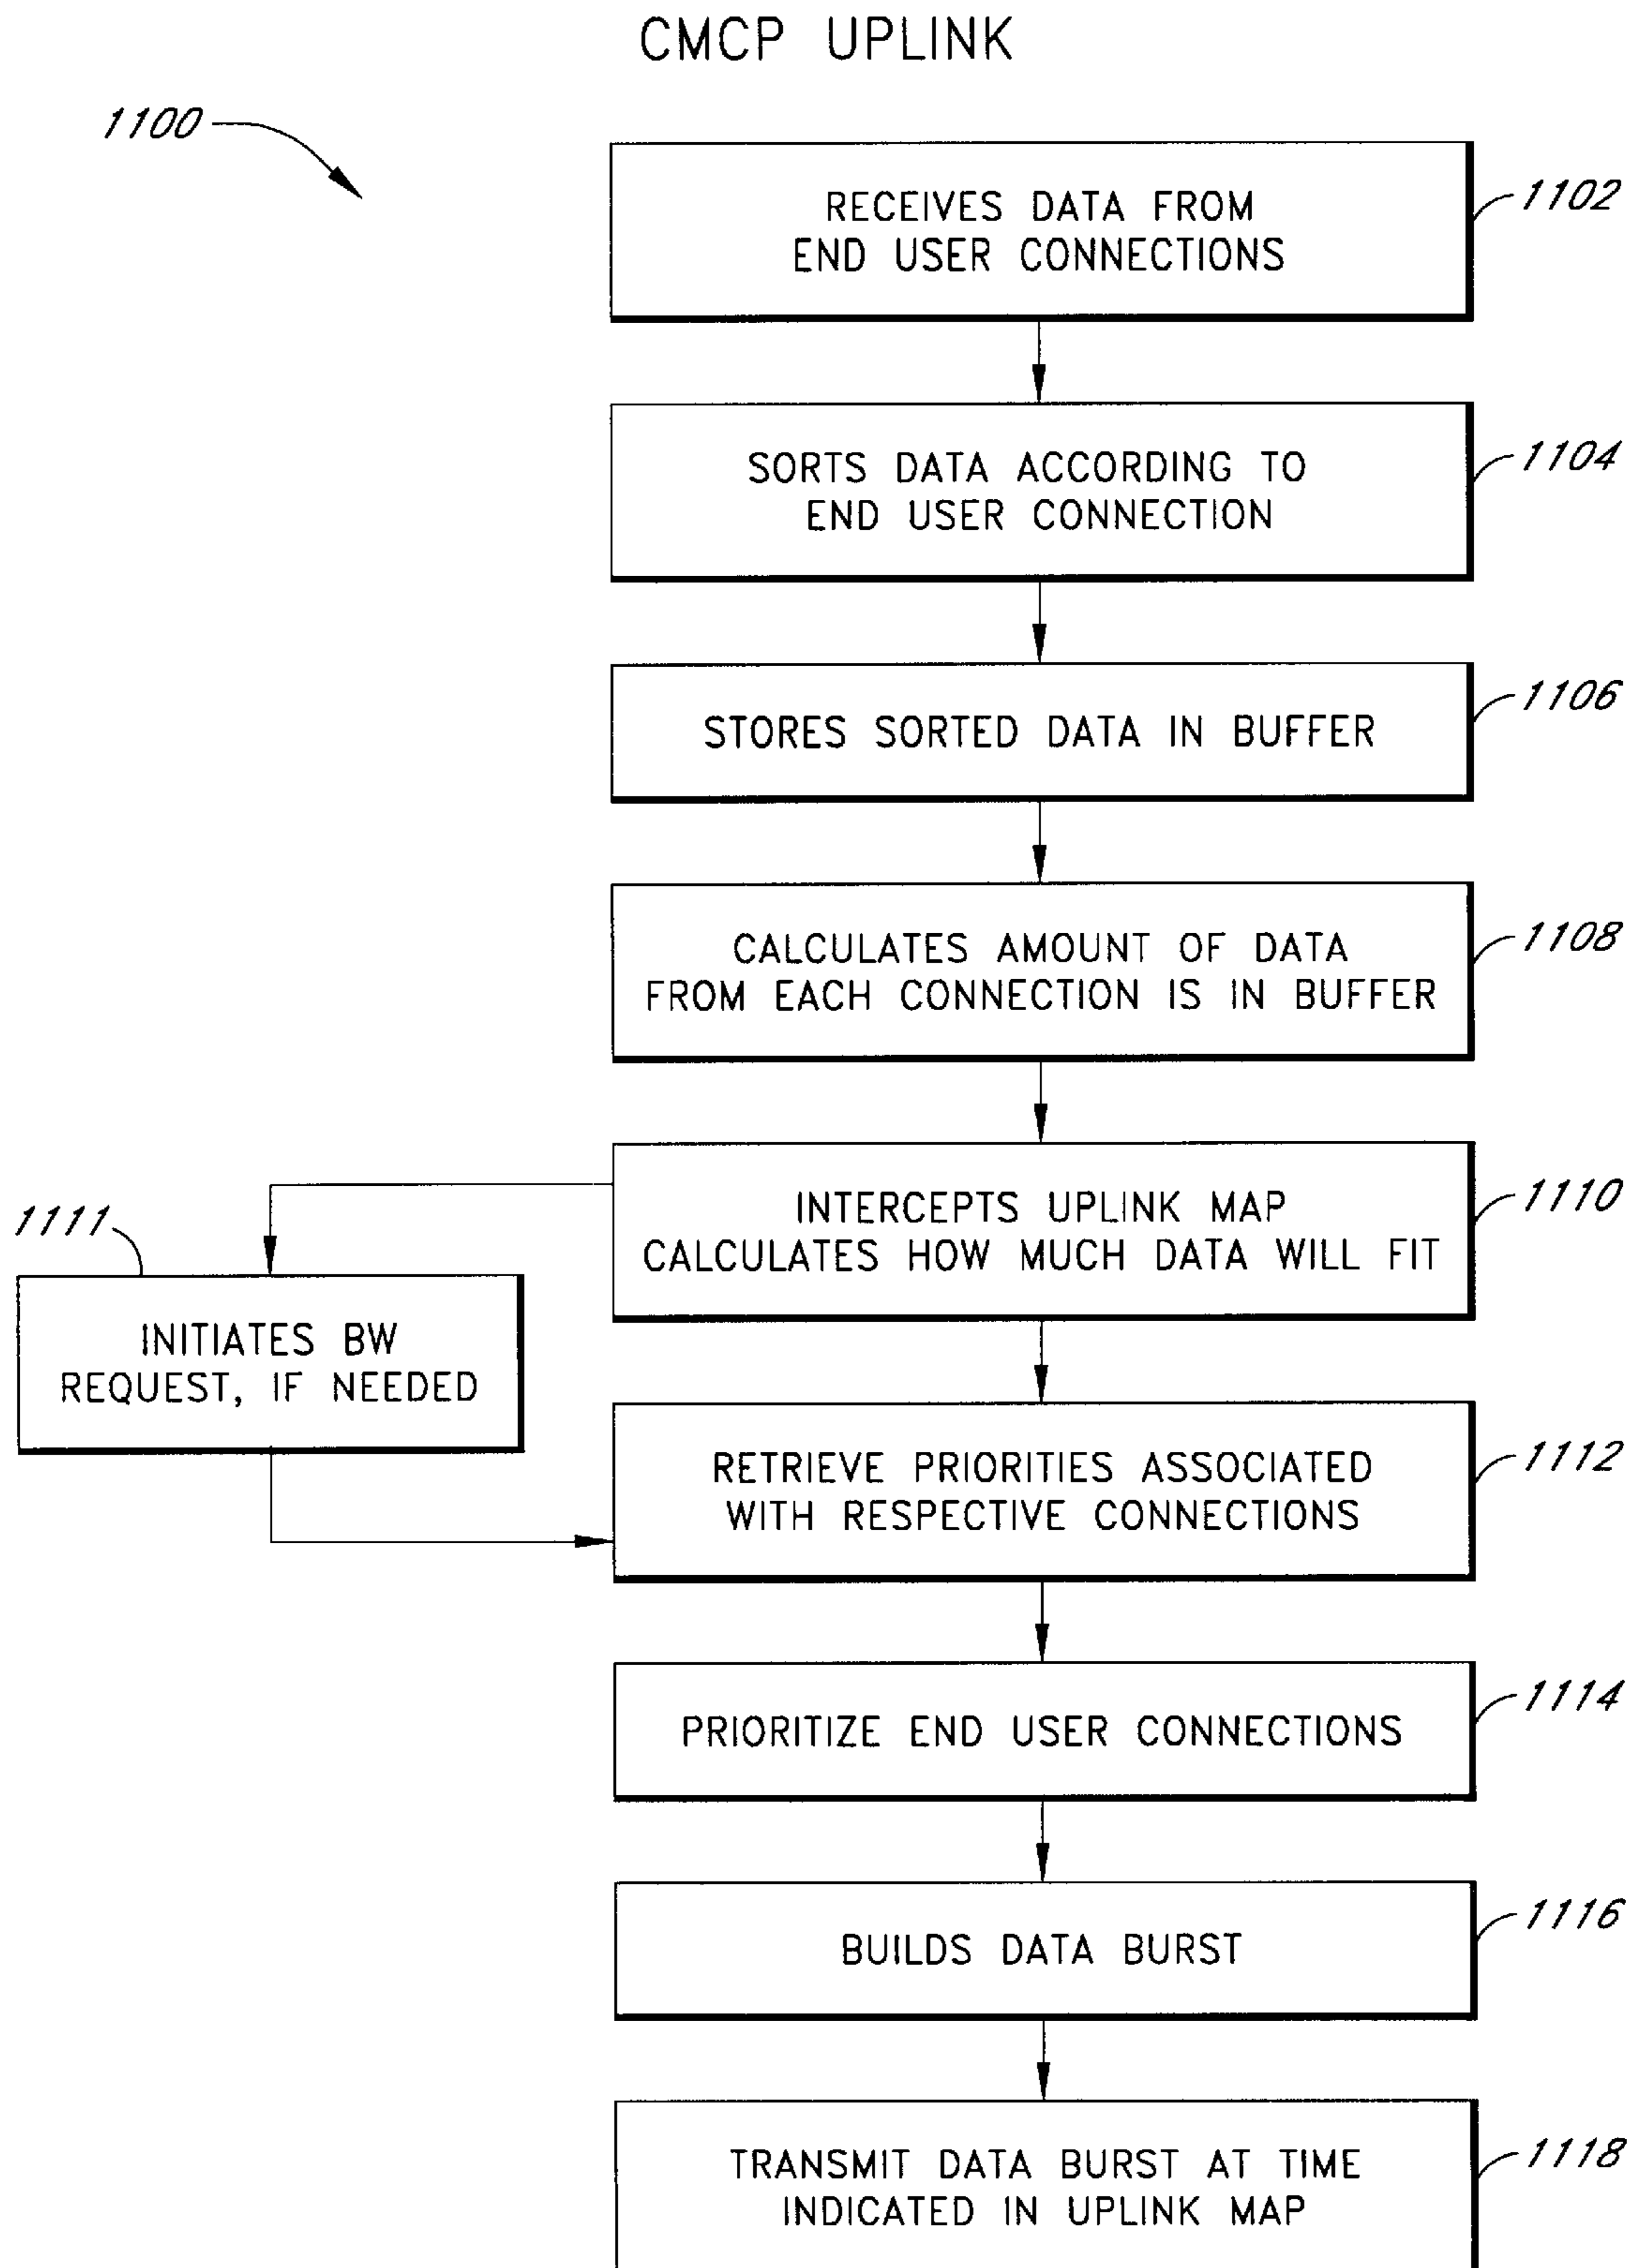 CMCP UPLINK
1100
RECEIVES DATA FROM
END USER CONNECTIONS
1102
SORTS DATA ACCORDING TO
END USER CONNECTION
1104
STORES SORTED DATA IN BUFFER
1106
CALCULATES AMOUNT OF DATA
FROM EACH CONNECTION IS IN BUFFER
1108
INTERCEPTS UPLINK MAP
CALCULATES HOW MUCH DATA WILL FIT
1110
1111
INITIATES BW
REQUEST, IF NEEDED
RETRIEVE PRIORITIES ASSOCIATED
WITH RESPECTIVE CONNECTIONS
1112
PRIORITIZE END USER CONNECTIONS
1114
BUILDS DATA BURST
1116
TRANSMIT DATA BURST AT TIME
INDICATED IN UPLINK MAP
1118